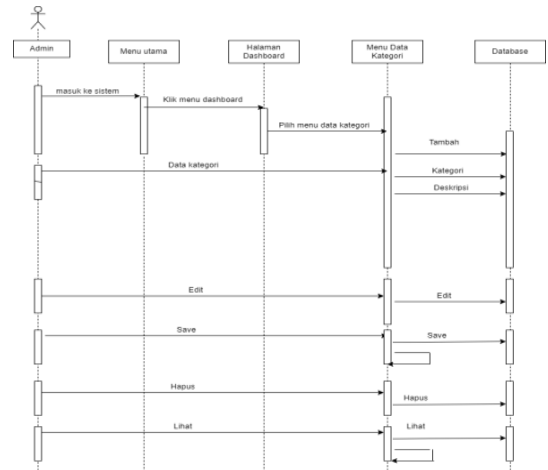 Admin
Menu utama
Halaman
Dashboard
Menu Data
Kategori
Database
masuk ke sistem
Klik menu dashboard
Pilih menu data kategori
Tambah
Data kategori
Kategori
Deskripsi
Edit
Edit
Save
Save
Hapus
Hapus
Lihat
Lihat